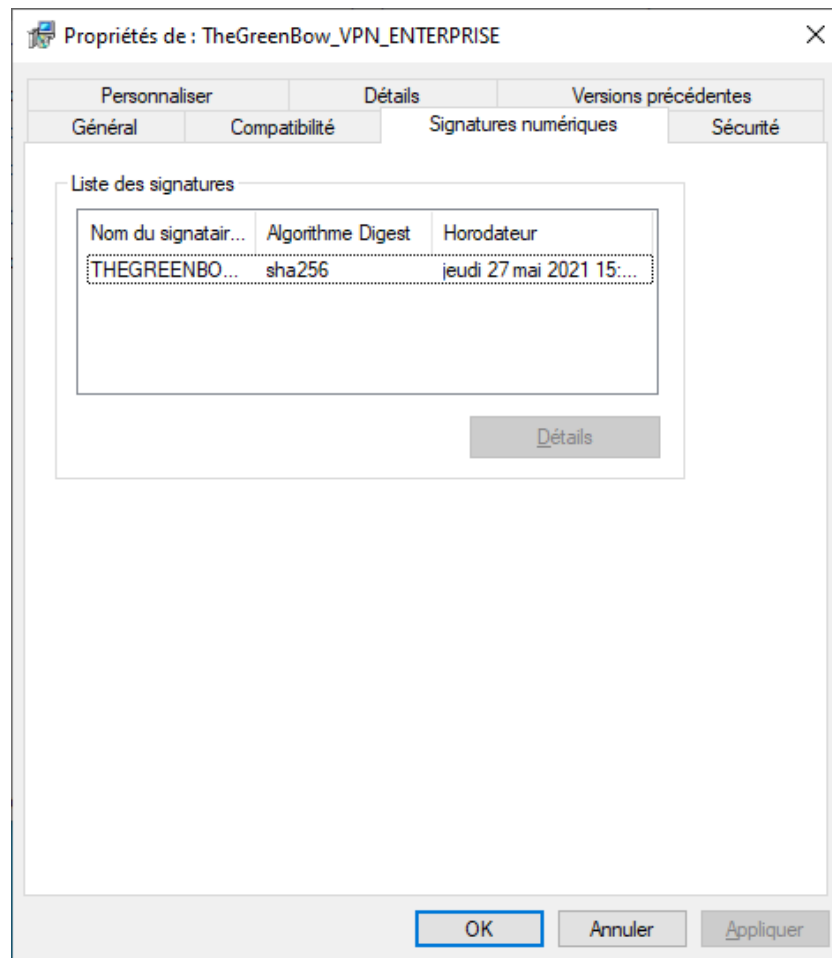 Propriétés de : TheGreenBow_VPN_ENTERPRISE
Personnaliser Détails Versions précédentes
Général Compatibilité Signatures numériques Sécurité
Liste des signatures
Nom du signatair... Algorithme Digest Horodateur
THEGREENBO... sha256 jeudi 27 mai 2021 15:...
Détails
OK Annuler Appliquer